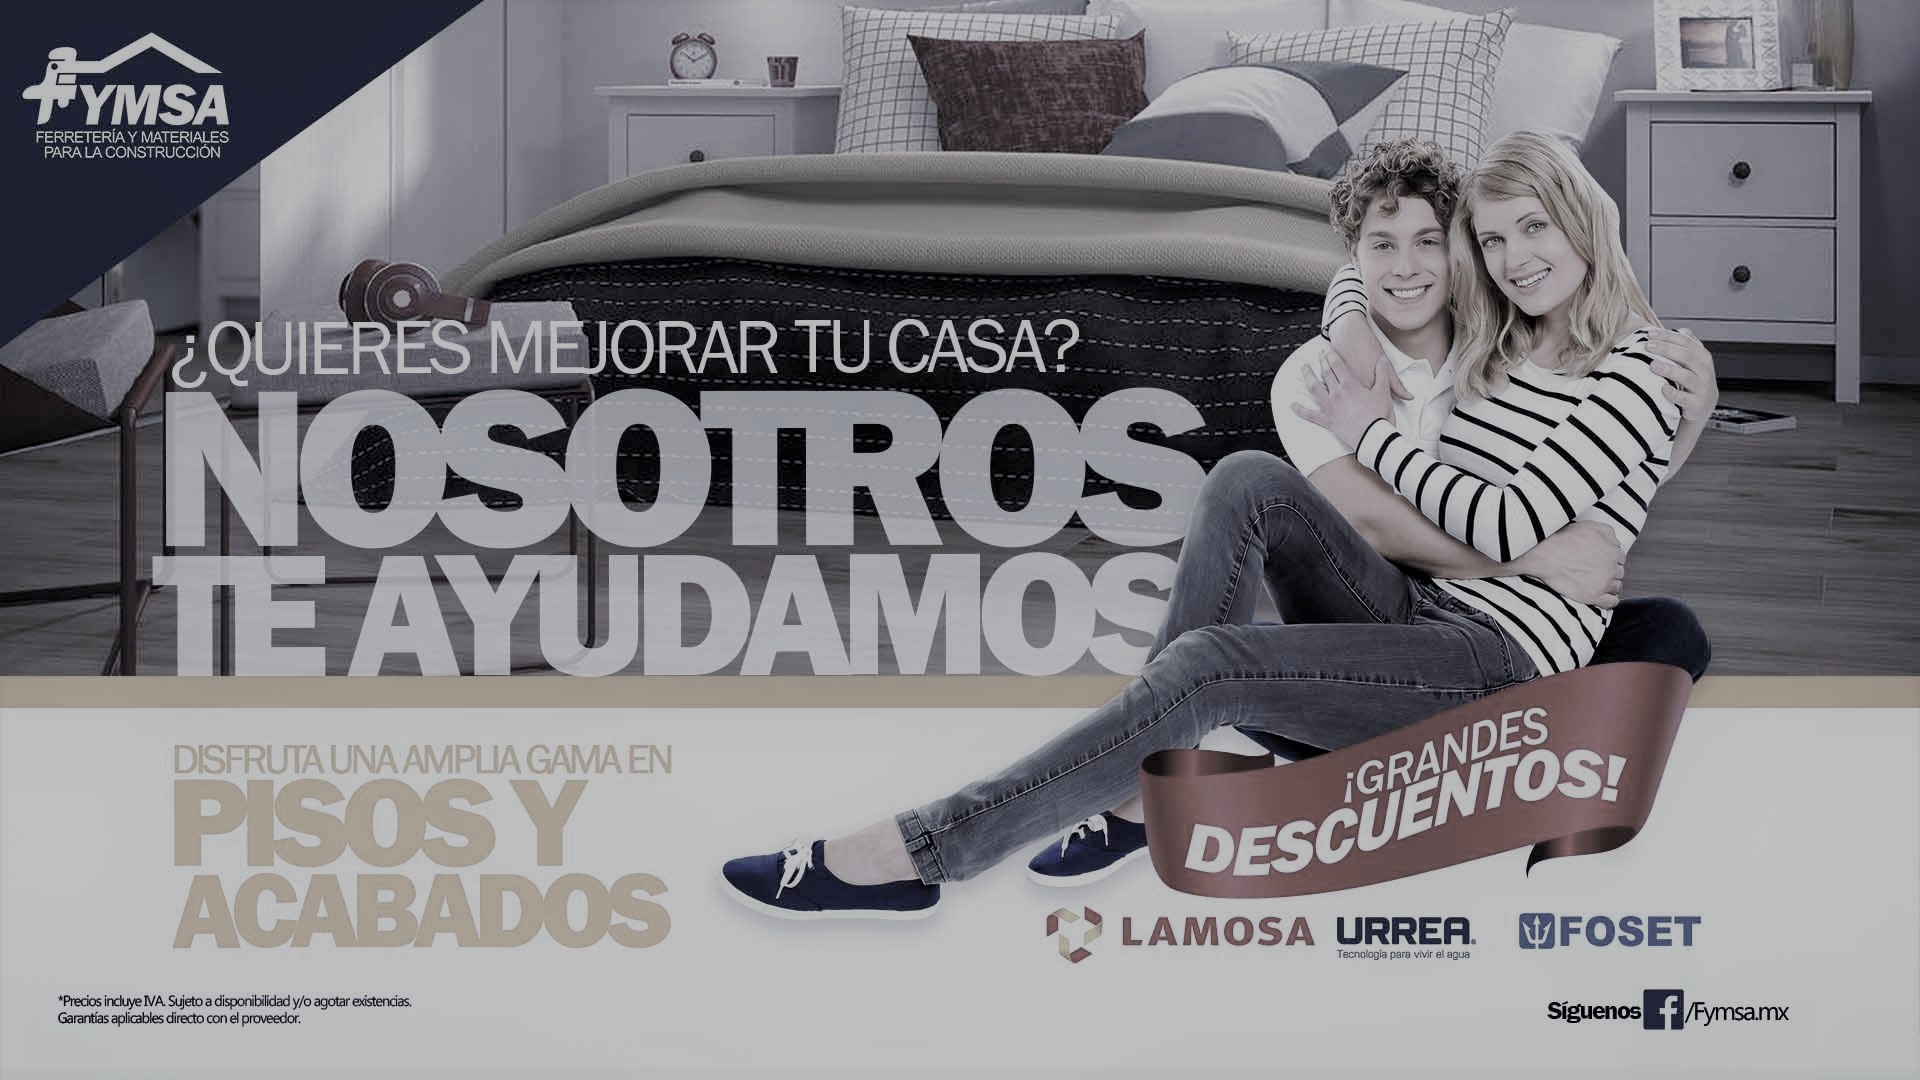 FYMSA
FERRETERÍA Y MATERIALES
PARA LA CONSTRUCCIÓN
¿QUIERES MEJORAR TU CASA?
NOSOTROS
TE AYUDAMOS
DISFRUTA UNA AMPLIA GAMA EN
PISOS Y
ACABADOS
¡GRANDES
DESCUENTOS!
LAMOSA
URREA
Tecnología para vivir el agua
FOSET
*Precios incluye IVA. Sujeto a disponibilidad y/o agotar existencias.
Garantías aplicables directo con el proveedor.
Síguenos f /Fymsa.mx